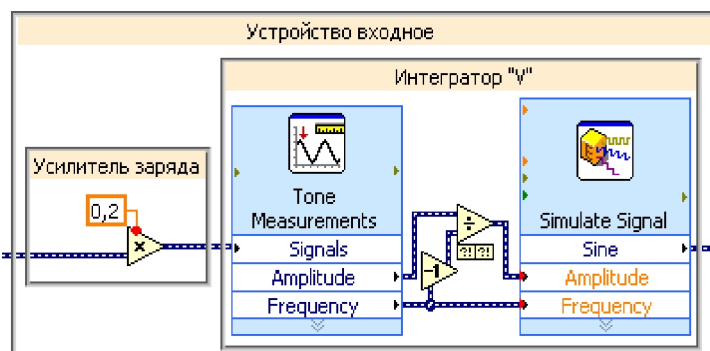 Устройство входное
Интегратор "V"
Усилитель заряда
0,2
×
Tone
Measurements
Signals
Amplitude
Frequency
÷
-1
?! ?!
Simulate Signal
Sine
Amplitude
Frequency